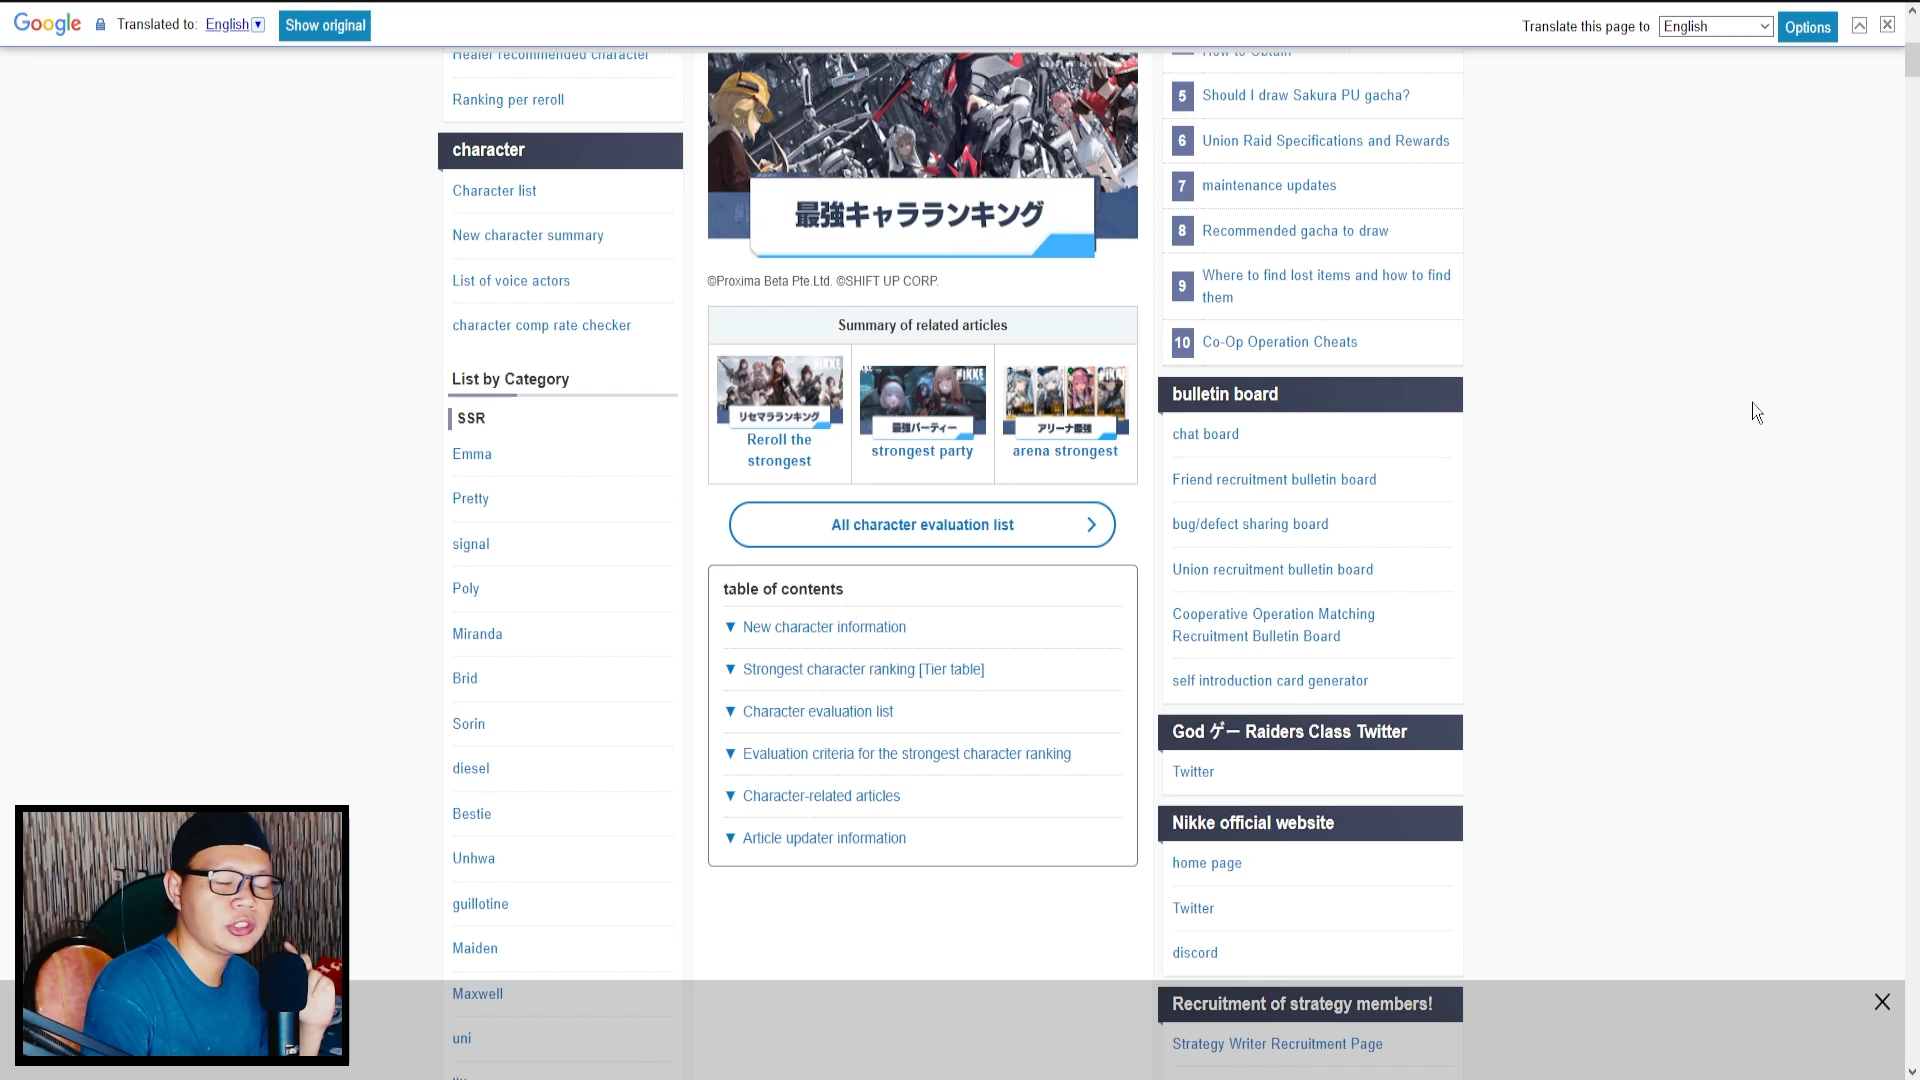 Google Translated to: English Show original
Translate this page to English Options
Healer recommended character
Ranking per reroll
character
Character list
New character summary
List of voice actors
character comp rate checker
List by Category
SSR
Emma
Pretty
signal
Poly
Miranda
Brid
Sorin
diesel
Bestie
Unhwa
guillotine
Maiden
Maxwell
uni
最強キャラランキング
©Proxima Beta Pte.Ltd. ©SHIFT UP CORP.
Summary of related articles
NIKKE
リセマラランキング
Reroll the
strongest
NIKKE
最強パーティー
strongest party
アリーナ最強
arena strongest
All character evaluation list
table of contents
▼ New character information
▼ Strongest character ranking [Tier table]
▼ Character evaluation list
▼ Evaluation criteria for the strongest character ranking
▼ Character-related articles
▼ Article updater information
How to Obtain
5 Should I draw Sakura PU gacha?
6 Union Raid Specifications and Rewards
7 maintenance updates
8 Recommended gacha to draw
9 Where to find lost items and how to find
them
10 Co-Op Operation Cheats
bulletin board
chat board
Friend recruitment bulletin board
bug/defect sharing board
Union recruitment bulletin board
Cooperative Operation Matching
Recruitment Bulletin Board
self introduction card generator
God ゲー Raiders Class Twitter
Twitter
Nikke official website
home page
Twitter
discord
Recruitment of strategy members!
Strategy Writer Recruitment Page